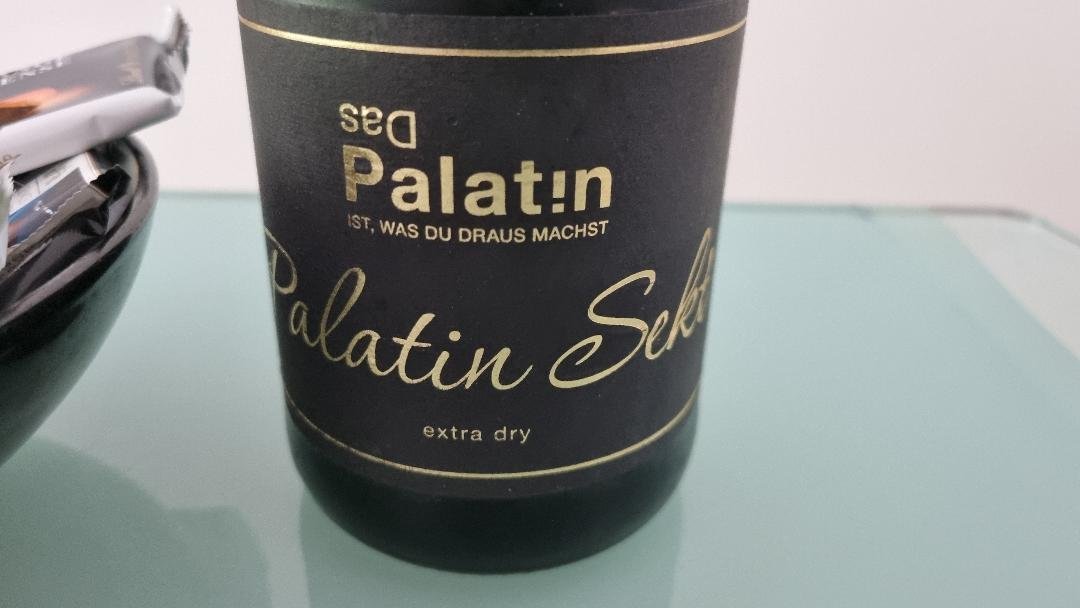 Das
Palat!n
IST, WAS DU DRAUS MACHST
Palatin Sekt
extra dry